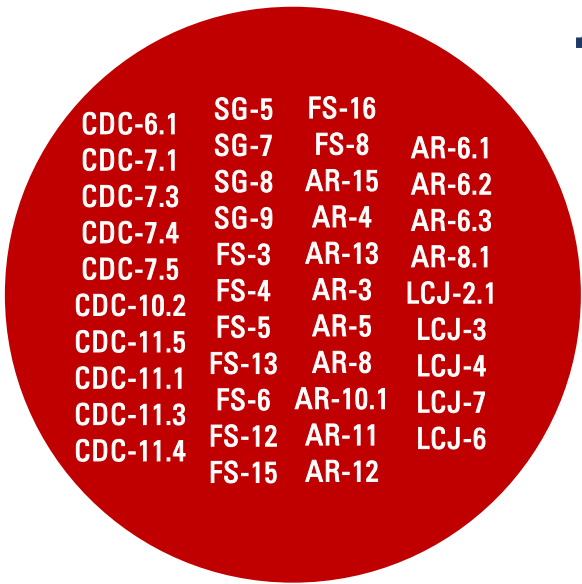 CDC-6.1
CDC-7.1
CDC-7.3
CDC-7.4
CDC-7.5
CDC-10.2
CDC-11.5
CDC-11.1
CDC-11.3
CDC-11.4
SG-5
SG-7
SG-8
SG-9
FS-3
FS-4
FS-5
FS-13
FS-6
FS-12
FS-15
FS-16
FS-8
AR-15
AR-4
AR-13
AR-3
AR-5
AR-8
AR-10.1
AR-11
AR-12
AR-6.1
AR-6.2
AR-6.3
AR-8.1
LCJ-2.1
LCJ-3
LCJ-4
LCJ-7
LCJ-6